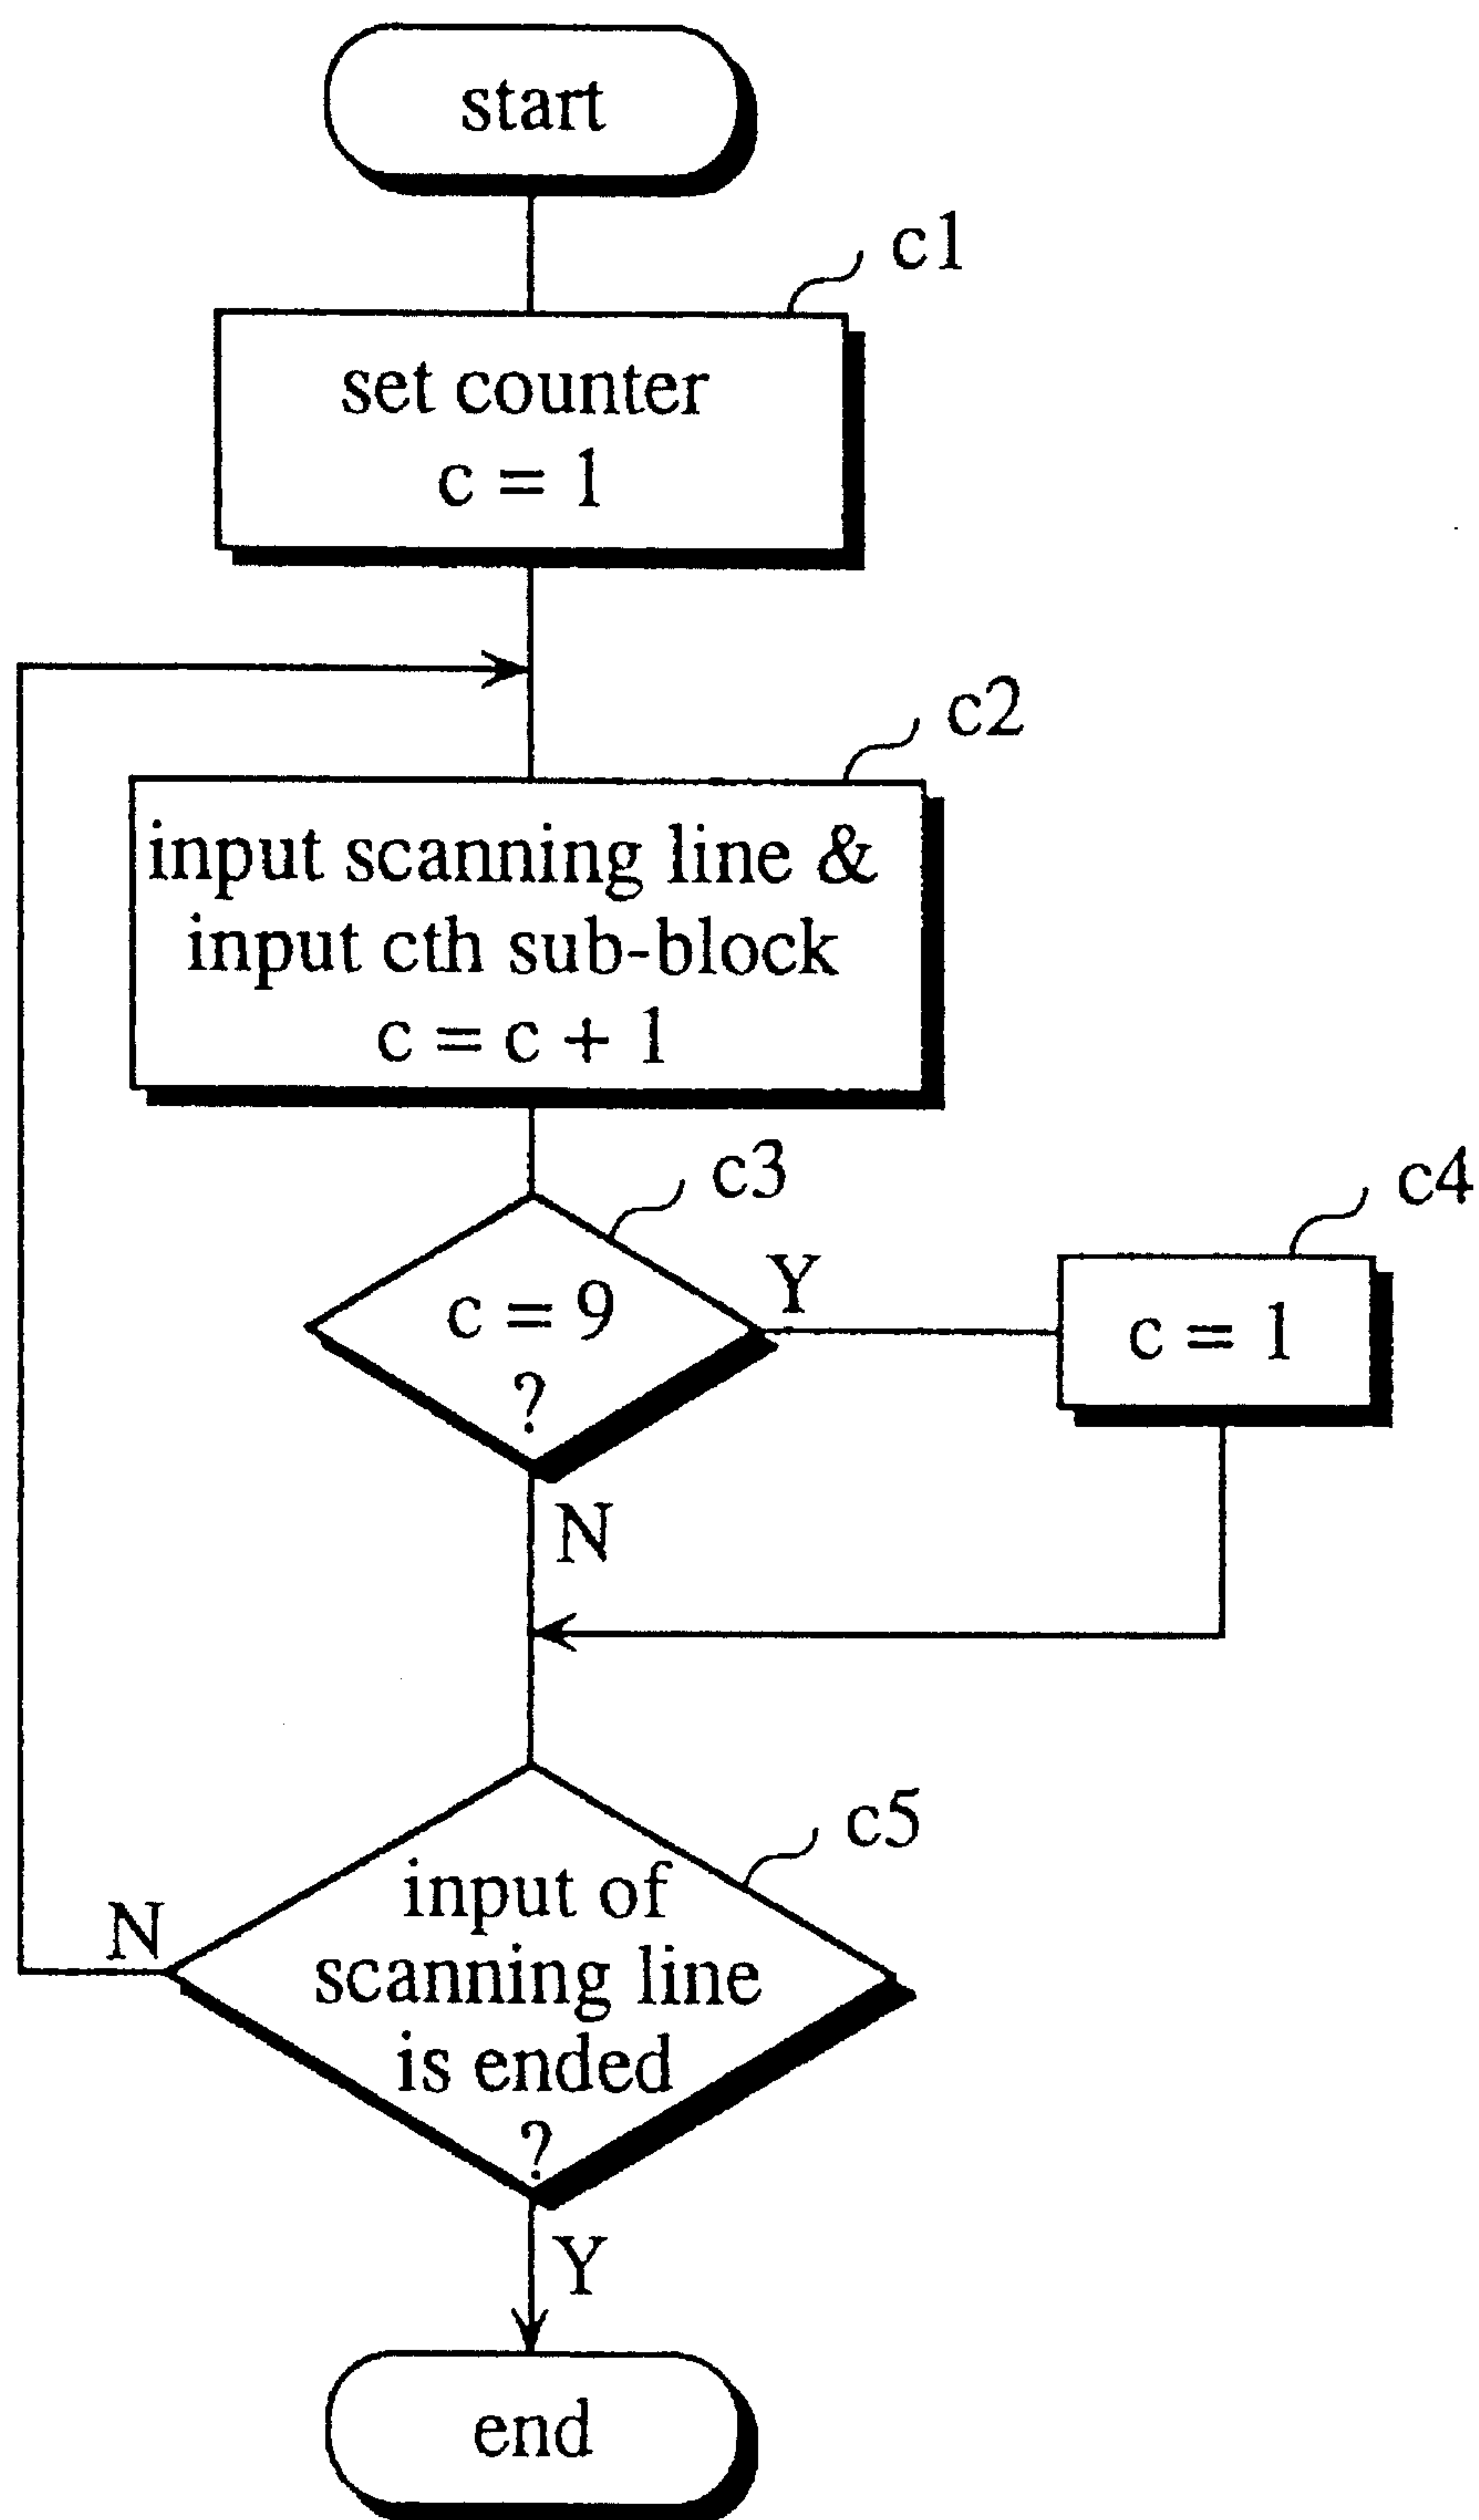 start
c1
set counter
c = 1
c2
input scanning line &
input cth sub-block
c = c + 1
c3
c4
c = 9
?
Y
c = 1
N
c5
input of
scanning line
is ended
?
N
Y
end